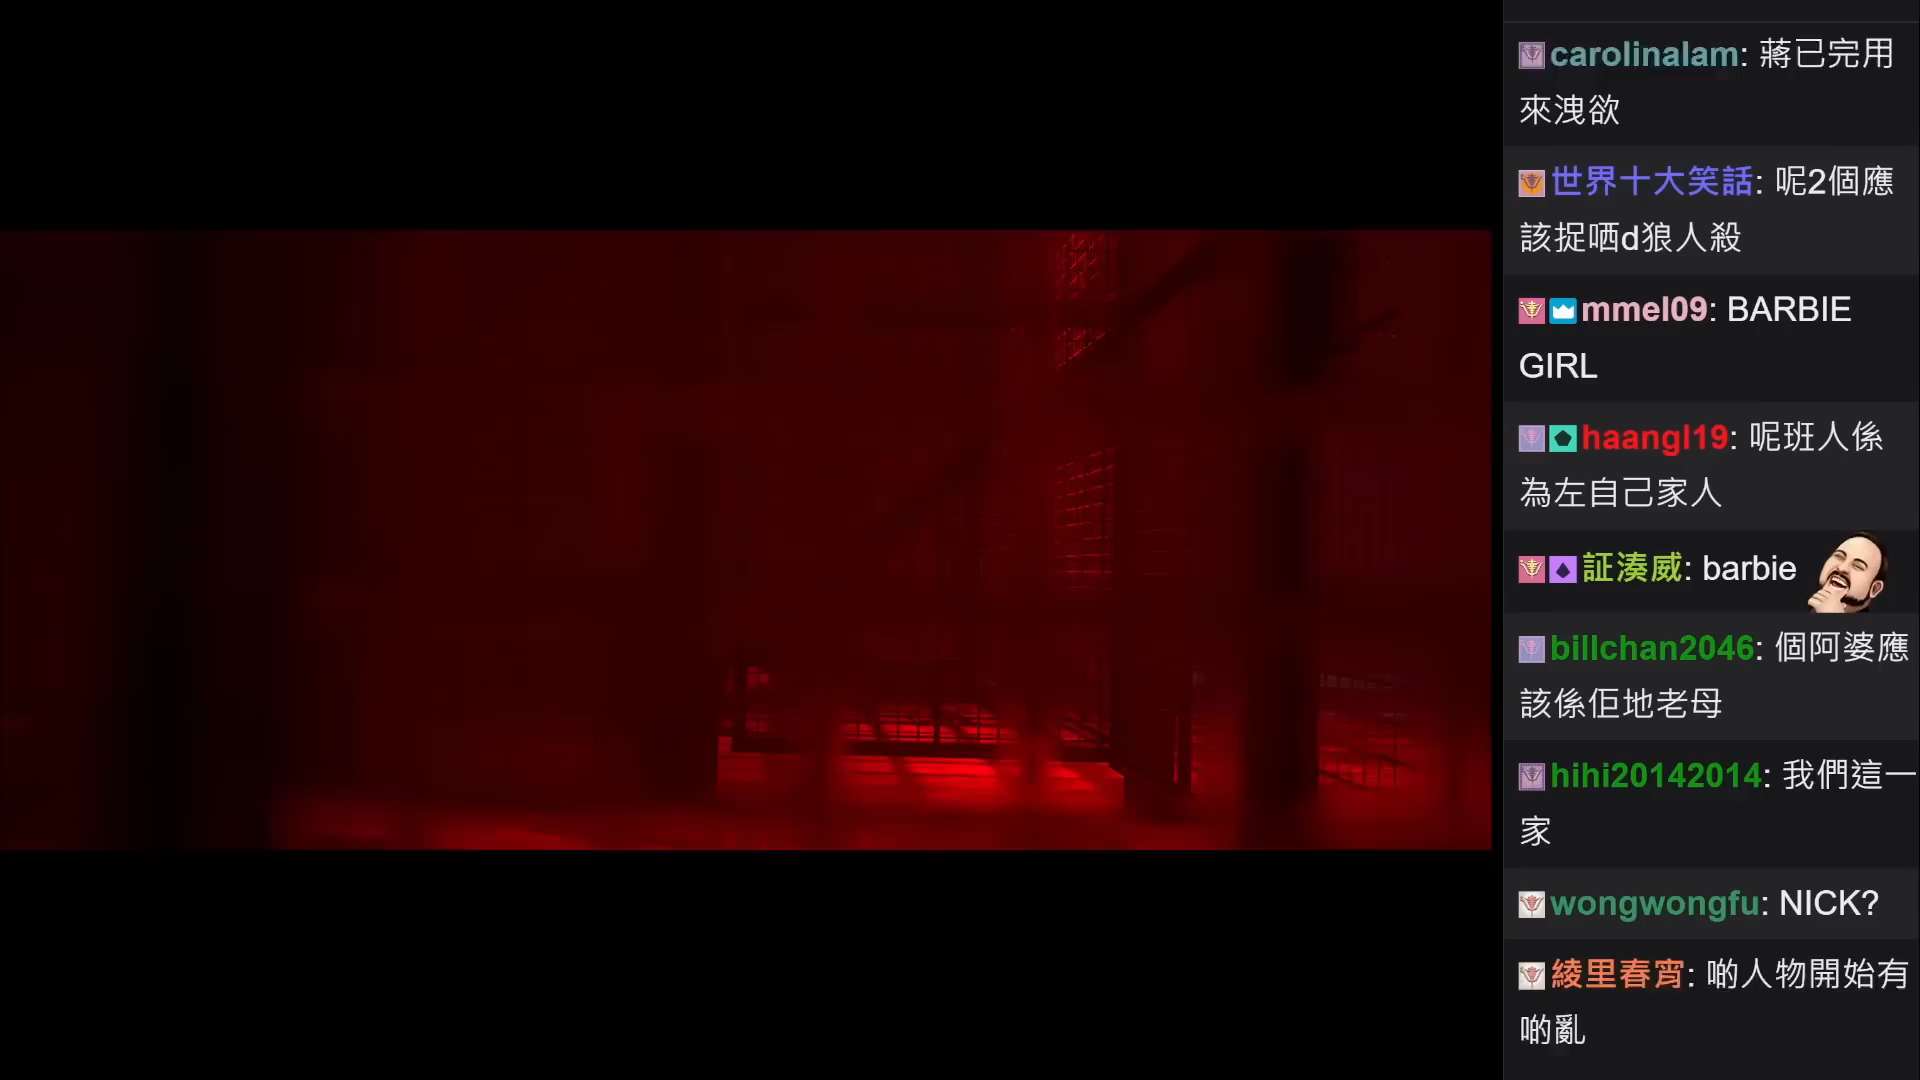 carolinalam: 蔣已完用
來洩欲
世界十大笑話: 呢2個應
該捉哂d狼人殺
mmel09: BARBIE
GIRL
haangl19: 呢班人係
為左自己家人
証湊威: barbie
billchan2046: 個阿婆應
該係佢地老母
hihi20142014: 我們這一
家
wongwongfu: NICK?
綾里春宵: 啲人物開始有
啲亂